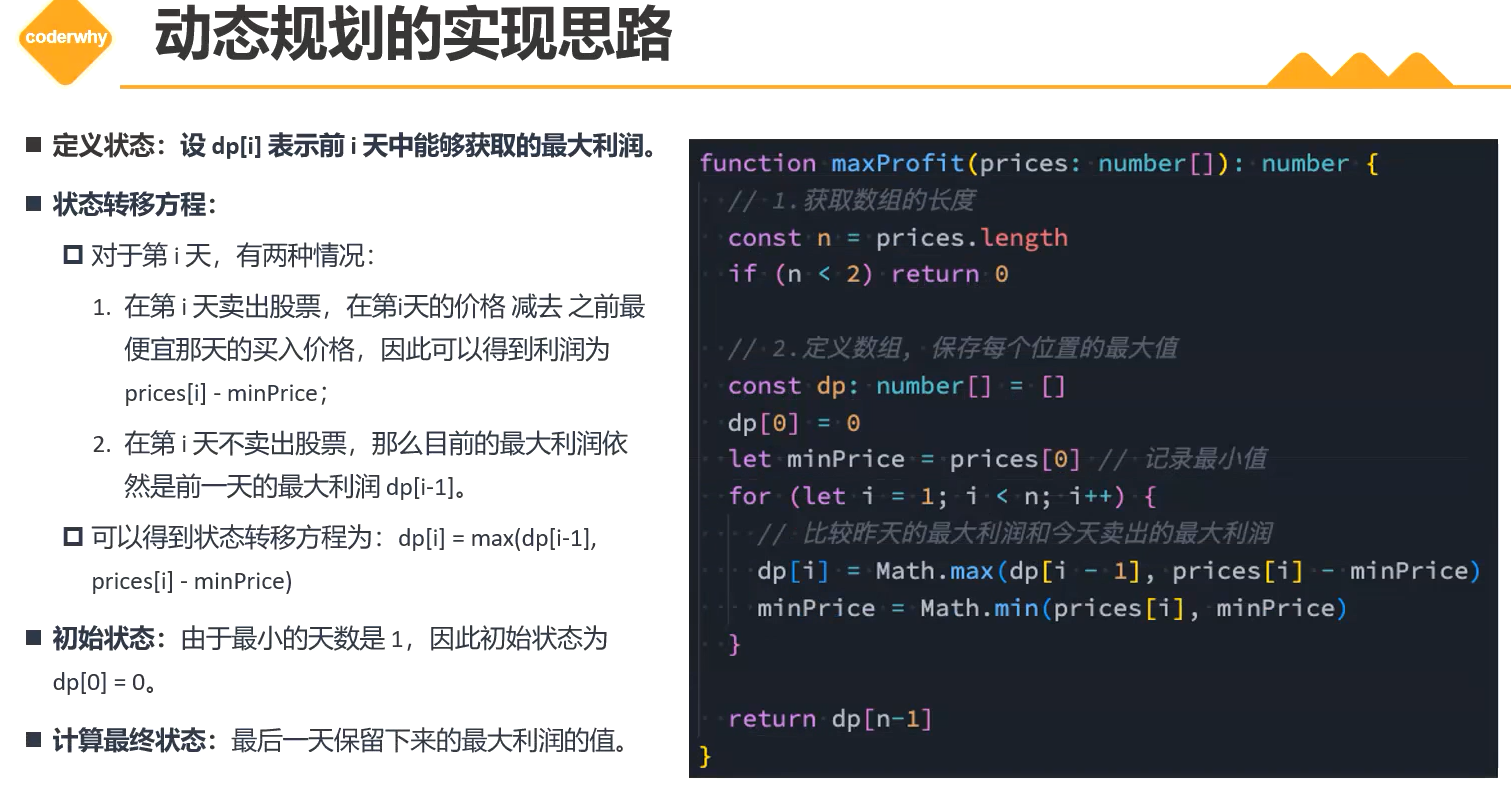 coderwhy
动态规划的实现思路
定义状态：设 dp[i] 表示前 i 天中能够获取的最大利润。
状态转移方程：
对于第 i 天，有两种情况：
1. 在第 i 天卖出股票，在第i天的价格 减去 之前最
便宜那天的买入价格，因此可以得到利润为
prices[i] - minPrice；
2. 在第 i 天不卖出股票，那么目前的最大利润依
然是前一天的最大利润 dp[i-1]。
可以得到状态转移方程为：dp[i] = max(dp[i-1],
prices[i] - minPrice)
初始状态：由于最小的天数是 1，因此初始状态为
dp[0] = 0。
计算最终状态：最后一天保留下来的最大利润的值。
function maxProfit(prices: number[]): number {
// 1.获取数组的长度
const n = prices.length
if (n < 2) return 0
// 2.定义数组，保存每个位置的最大值
const dp: number[] = []
dp[0] = 0
let minPrice = prices[0] // 记录最小值
for (let i = 1; i < n; i++) {
// 比较昨天的最大利润和今天卖出的最大利润
dp[i] = Math.max(dp[i - 1], prices[i] - minPrice)
minPrice = Math.min(prices[i], minPrice)
}
return dp[n-1]
}